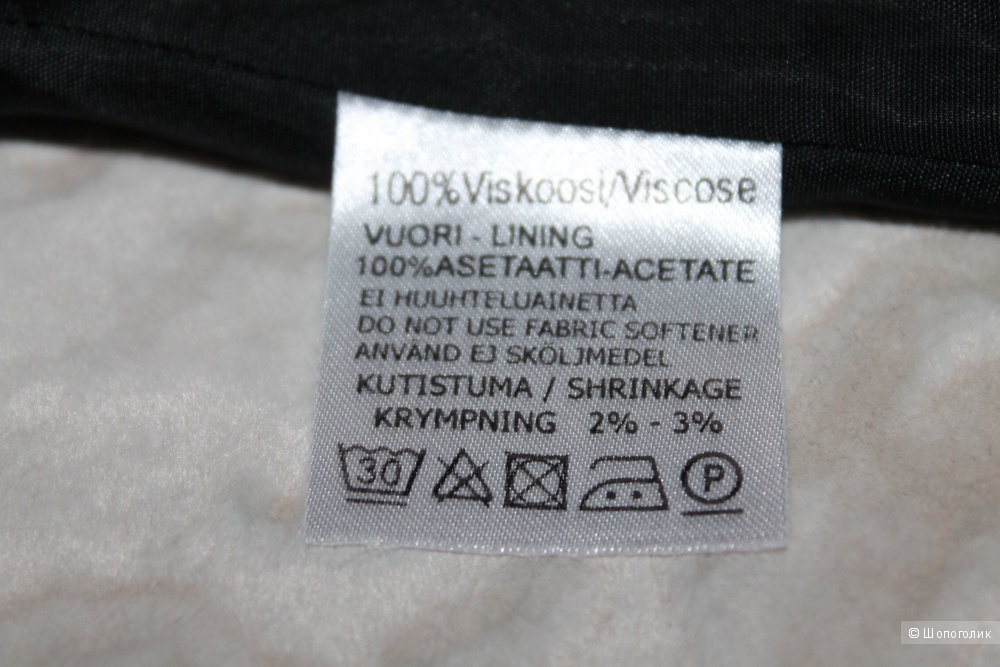 100%Viskoosi/Viscose
VUORI - LINING
100%ASETAATTI-ACETATE
EI HUUHTELUAINETTA
DO NOT USE FABRIC SOFTENER
ANVÄND EJ SKÖLJMEDEL
KUTISTUMA / SHRINKAGE
KRYMPNING 2% - 3%
30 P
© Шопоголик